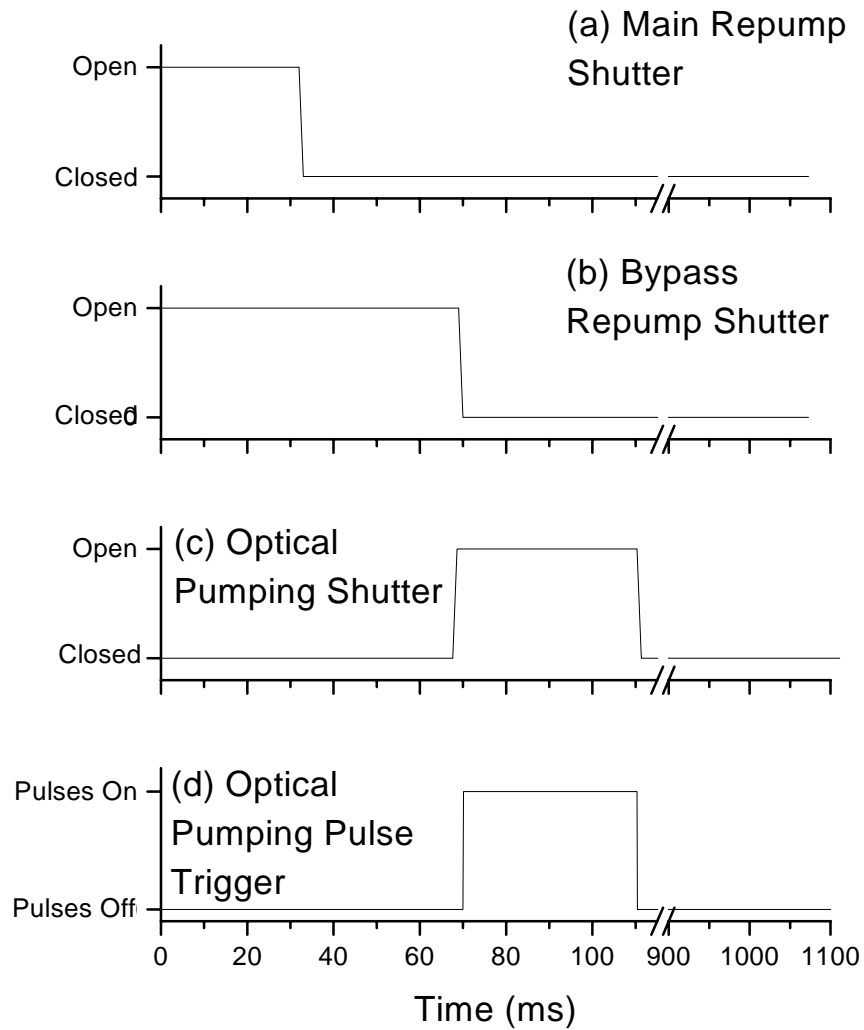 (a) Main Repump
Shutter
Open
Closed
(b) Bypass
Repump Shutter
Open
Closed
(c) Optical
Pumping Shutter
Open
Closed
(d) Optical
Pumping Pulse
Trigger
Pulses On
Pulses Off
0 20 40 60 80 100 900 1000 1100
Time (ms)